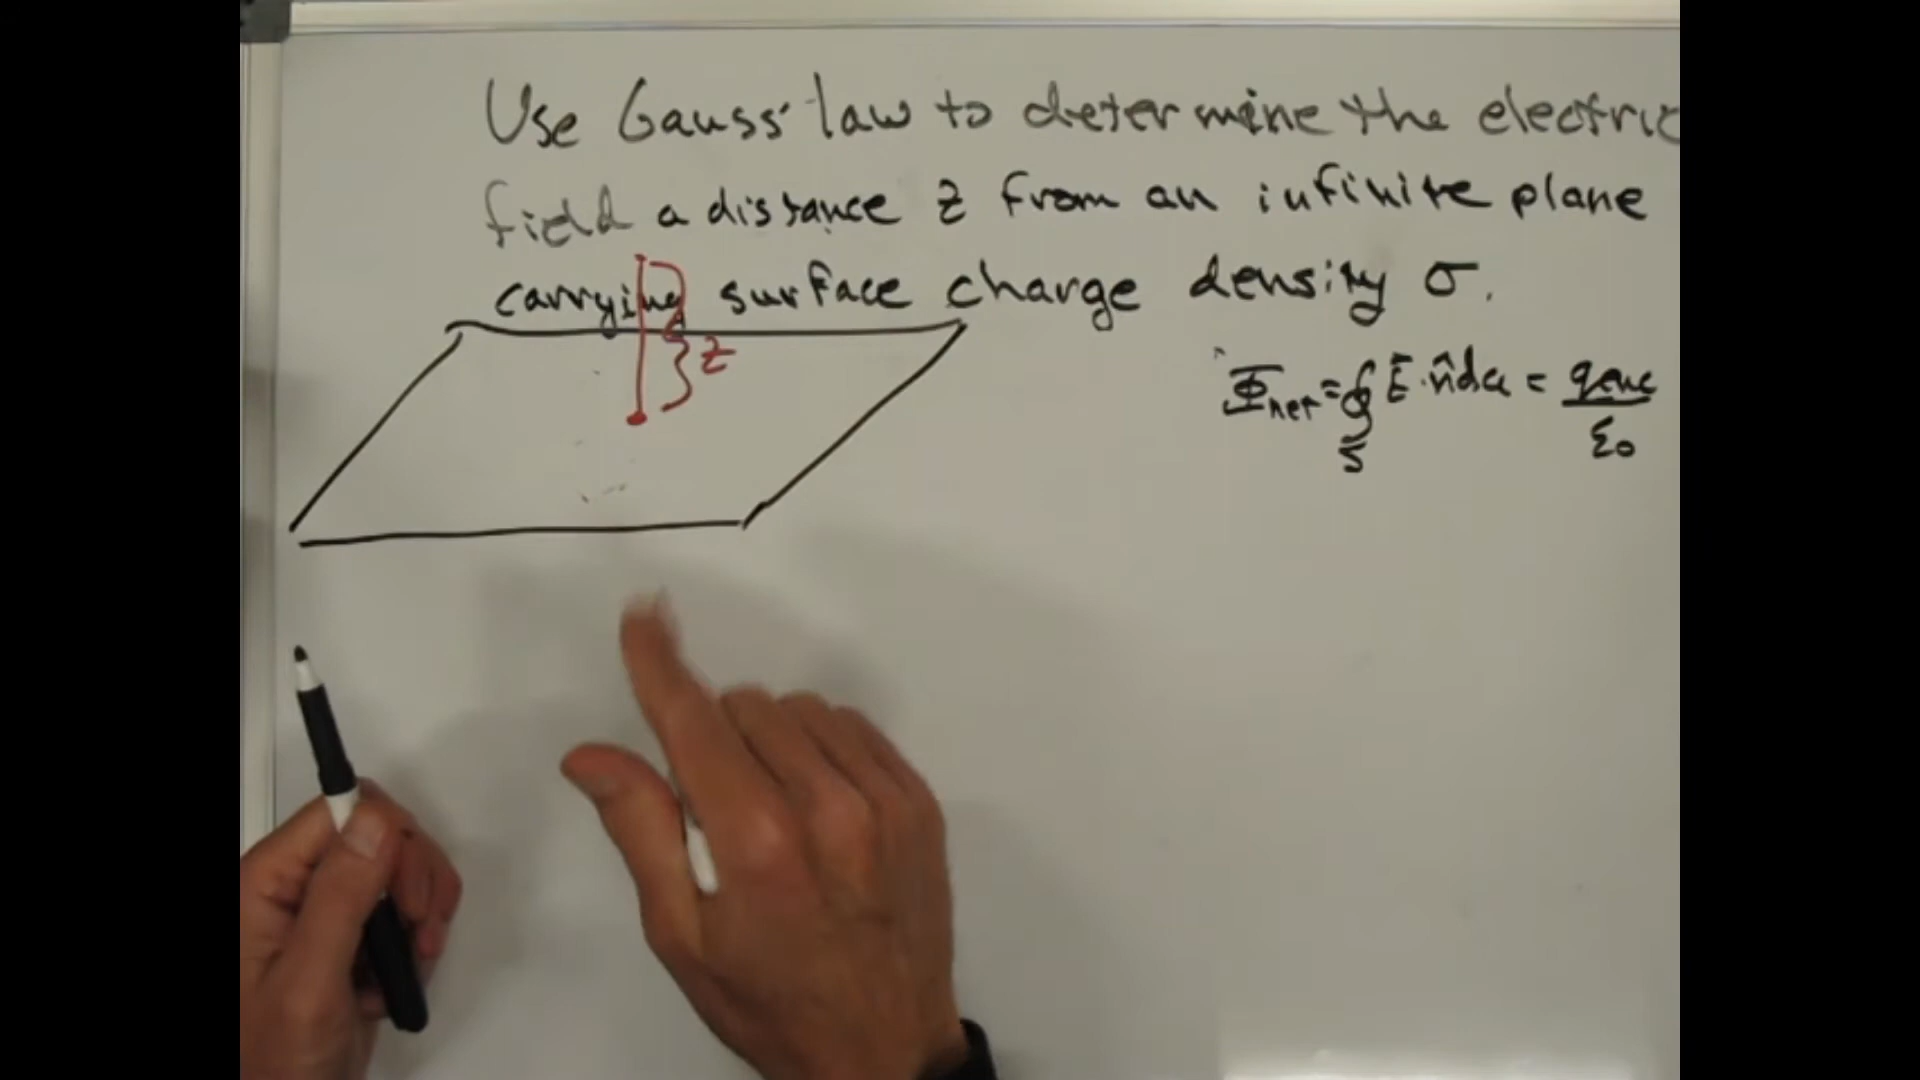 Use Gauss' law to determine the electric
field a distance z from an infinite plane
carrying surface charge density σ.
z
Φnet = ∮S E⃗ · n̂ da = qenc / ε0